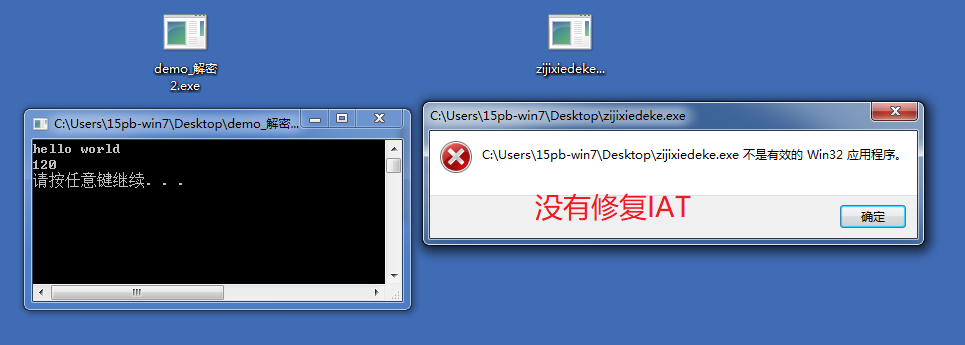 demo_解密
2.exe
zijixiedeke...
C:\Users\15pb-win7\Desktop\demo_解密...
hello world
120
请按任意键继续. . .
C:\Users\15pb-win7\Desktop\zijixiedeke.exe
C:\Users\15pb-win7\Desktop\zijixiedeke.exe 不是有效的 Win32 应用程序。
没有修复IAT
确定